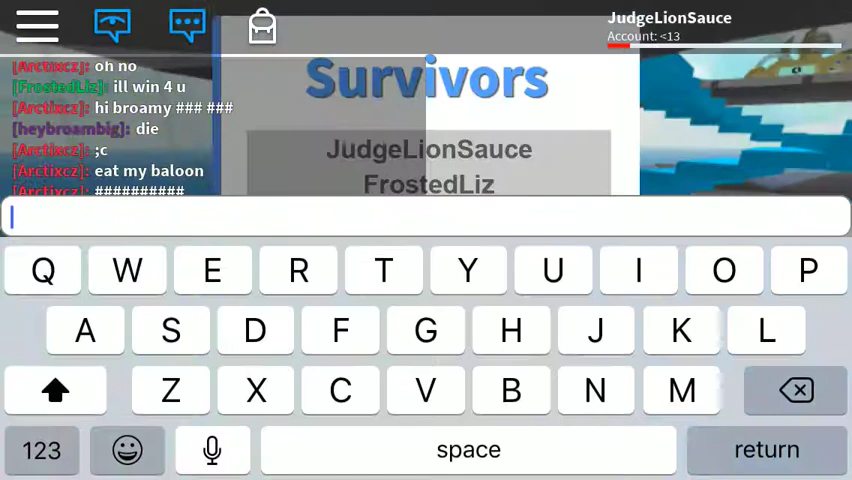 JudgeLionSauce
Account: <13
[Arctixcz]: oh no
[FrostedLiz]: ill win 4 u
[Arctixcz]: hi broamy ### ###
[heybroambig]: die
[Arctixcz]: ;c
[Arctixcz]: eat my baloon
[Arctixcz]: ##########
Survivors
JudgeLionSauce
FrostedLiz
Q W E R T Y U I O P
A S D F G H J K L
Z X C V B N M
123 space return